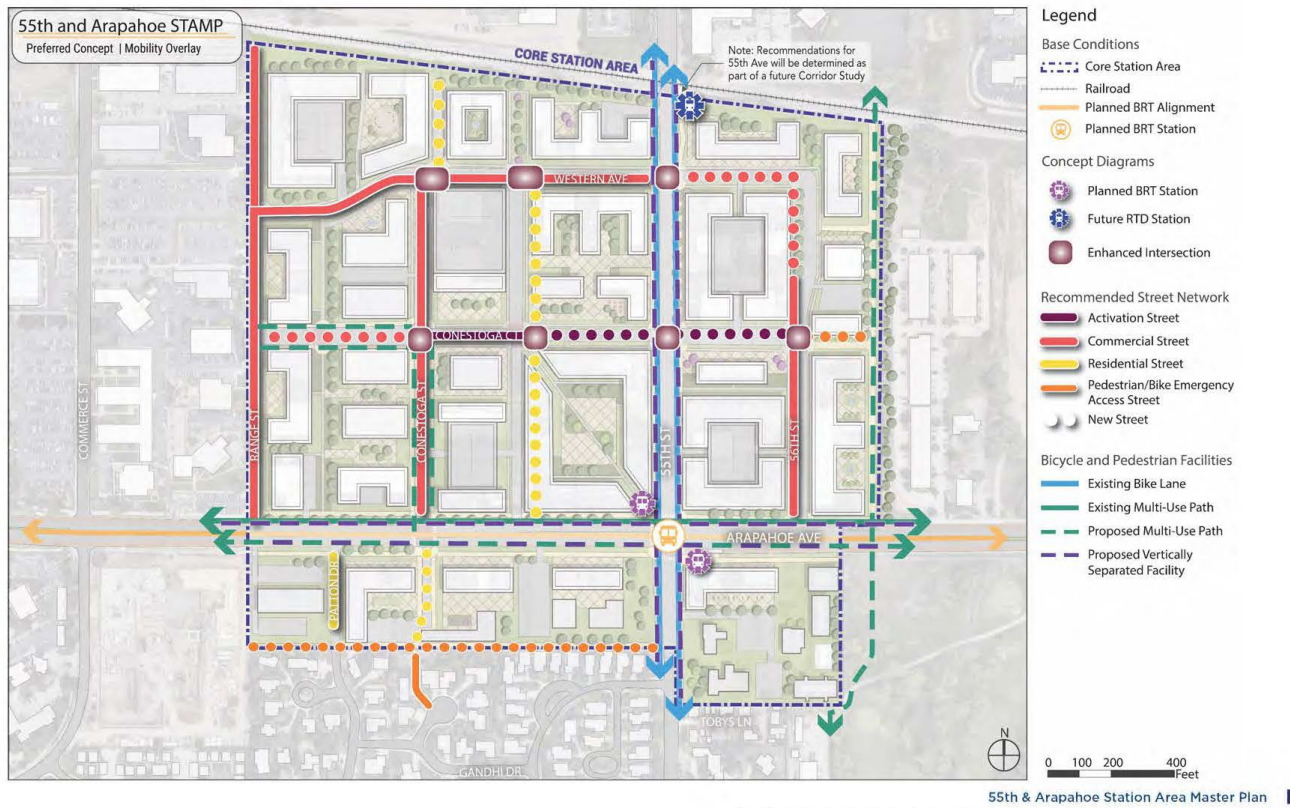 55th and Arapahoe STAMP
Preferred Concept | Mobility Overlay
CORE STATION AREA
Note: Recommendations for
55th Ave will be determined as
part of a future Corridor Study
WESTERN AVE
CONESTOGA CT
COMMERCE ST
RANGE ST
CONESTOGA ST
55TH ST
56TH ST
ARAPAHOE AVE
PATTON DR
TOBYS LN
GANDHI DR
N
Legend
Base Conditions
Core Station Area
Railroad
Planned BRT Alignment
Planned BRT Station
Concept Diagrams
Planned BRT Station
Future RTD Station
Enhanced Intersection
Recommended Street Network
Activation Street
Commercial Street
Residential Street
Pedestrian/Bike Emergency
Access Street
New Street
Bicycle and Pedestrian Facilities
Existing Bike Lane
Existing Multi-Use Path
Proposed Multi-Use Path
Proposed Vertically
Separated Facility
0 100 200 400
Feet
55th & Arapahoe Station Area Master Plan